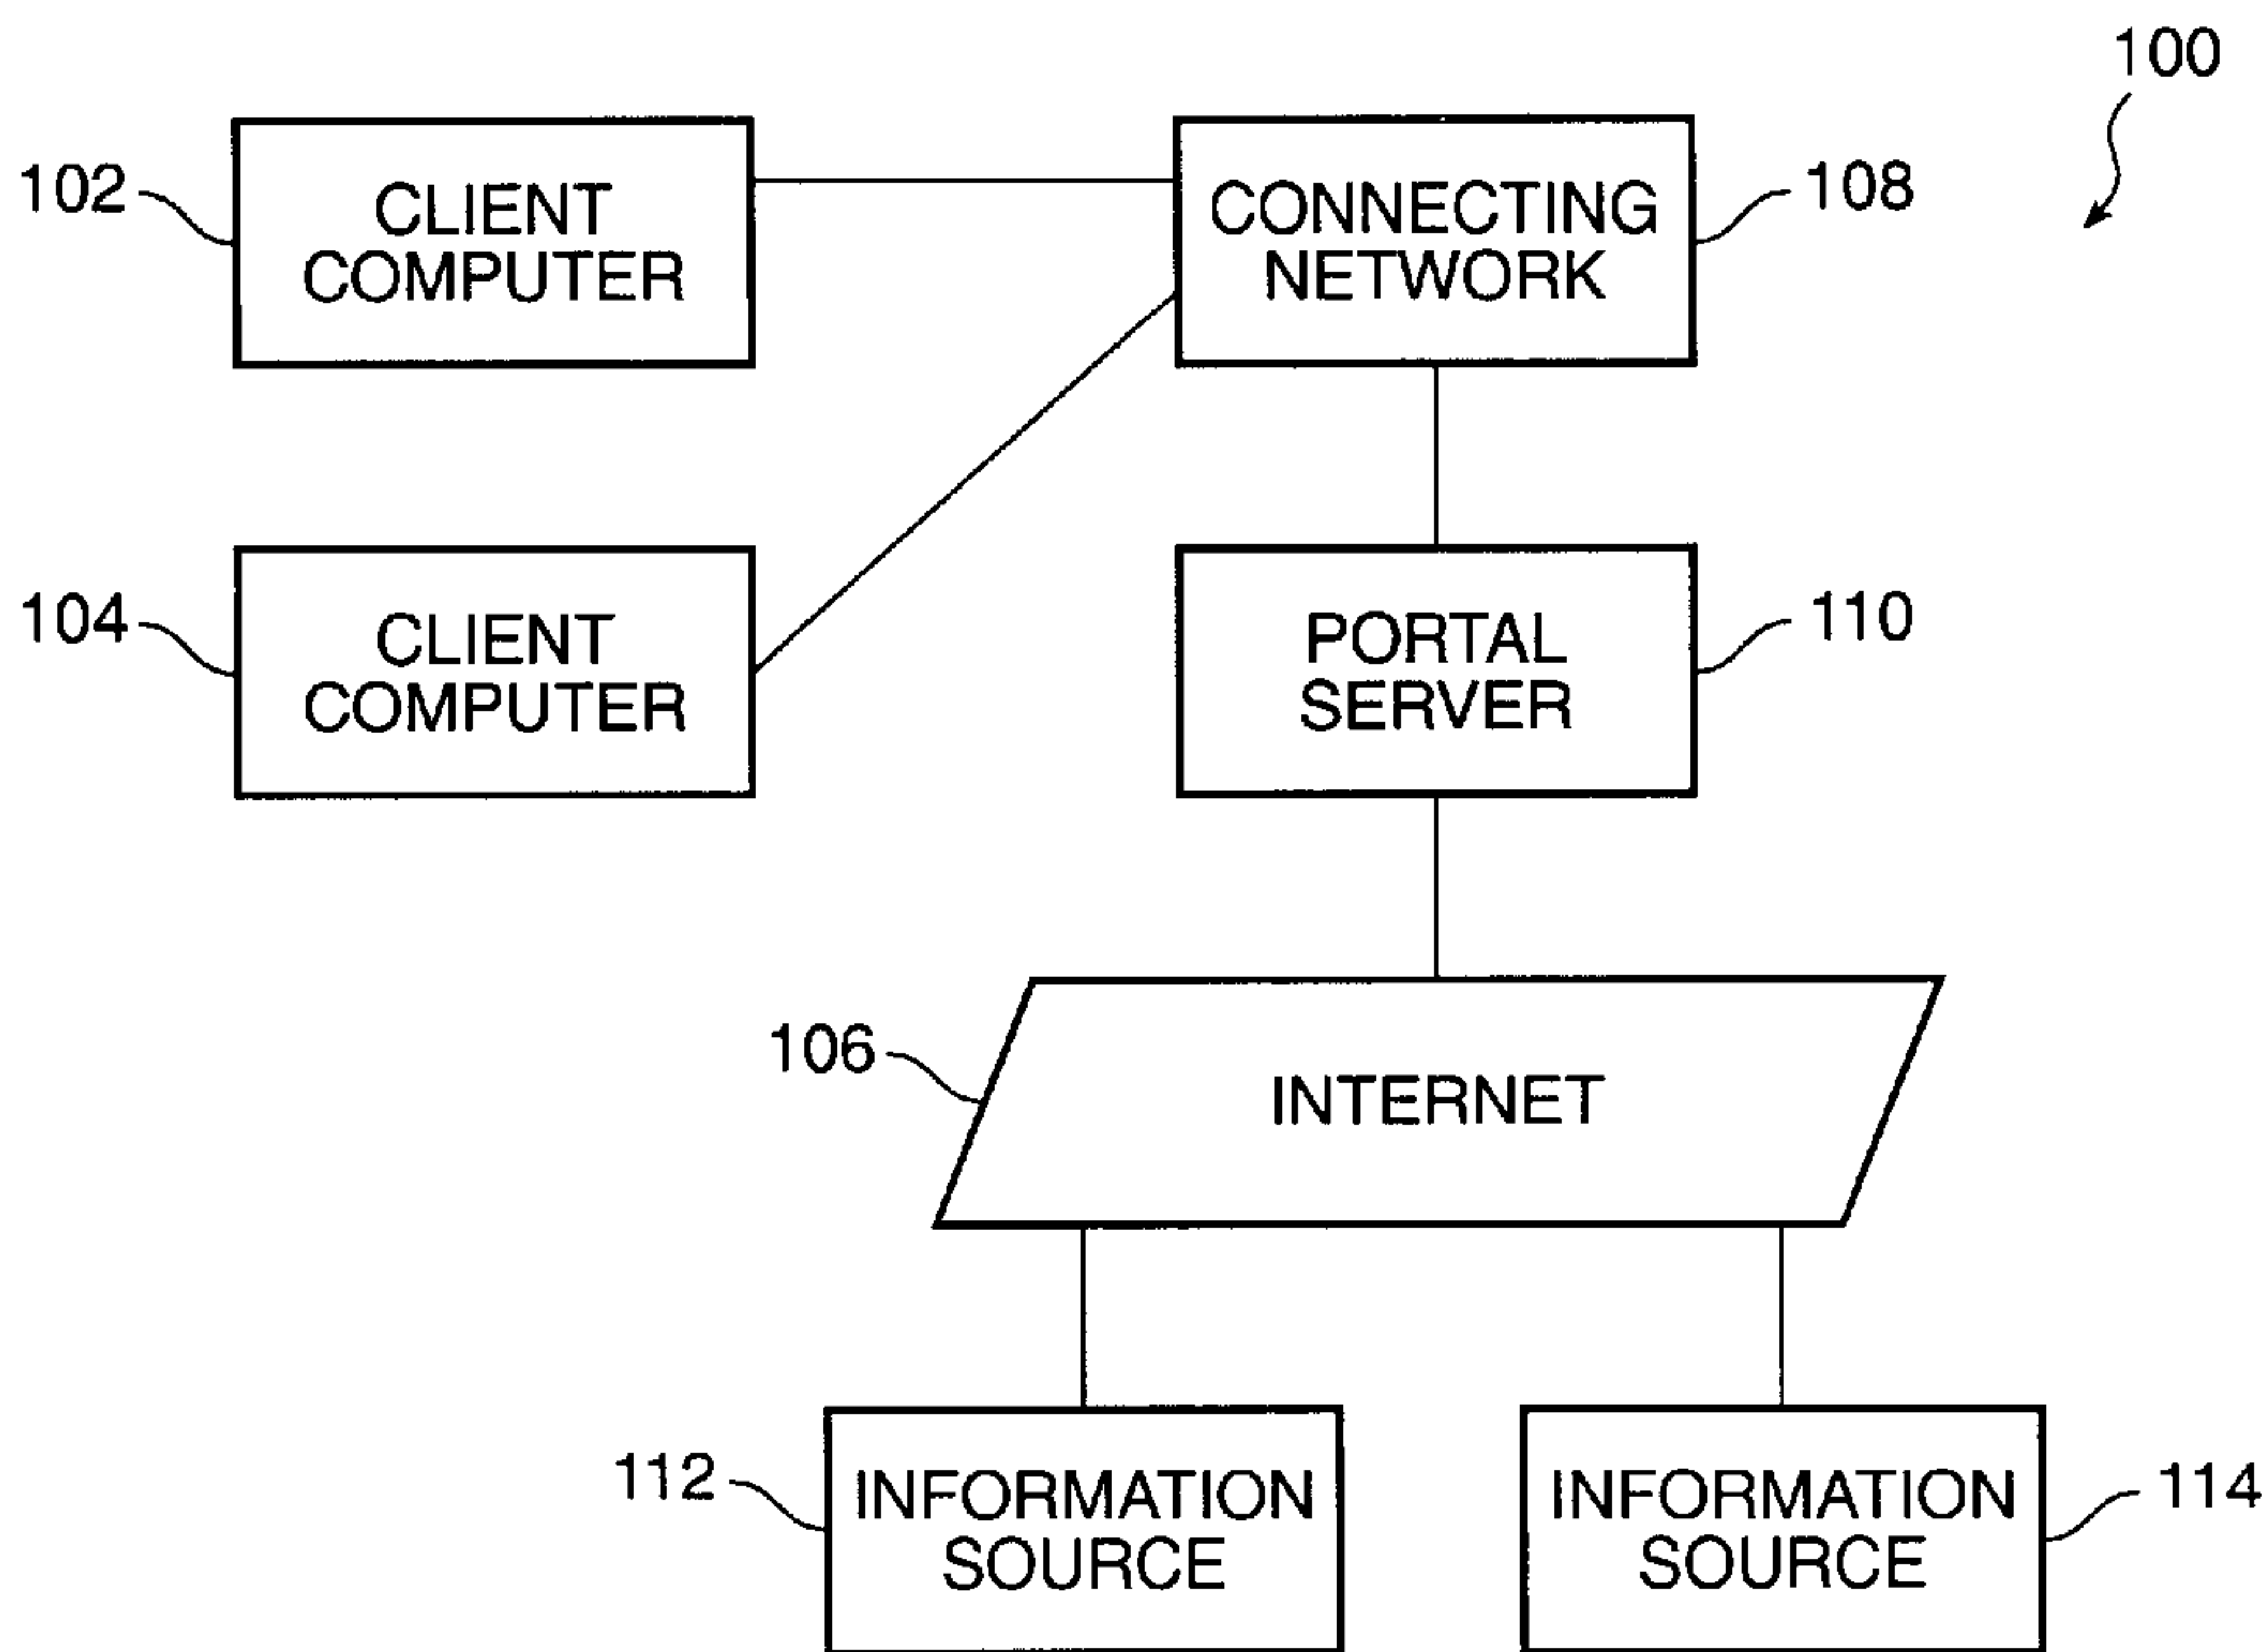 100
102
CLIENT
COMPUTER
CONNECTING
NETWORK
108
104
CLIENT
COMPUTER
PORTAL
SERVER
110
106
INTERNET
112
INFORMATION
SOURCE
INFORMATION
SOURCE
114